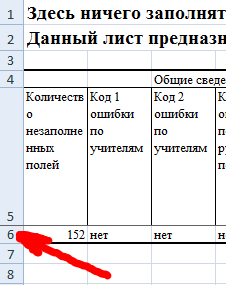 1 Здесь ничего заполнят
2 Данный лист предназн
3
4 Общие сведе
Количеств Код 1 Код 2
о ошибки ошибки
незаполне по по
нных учителям учителям
полей
5
6 152 нет нет
7
8